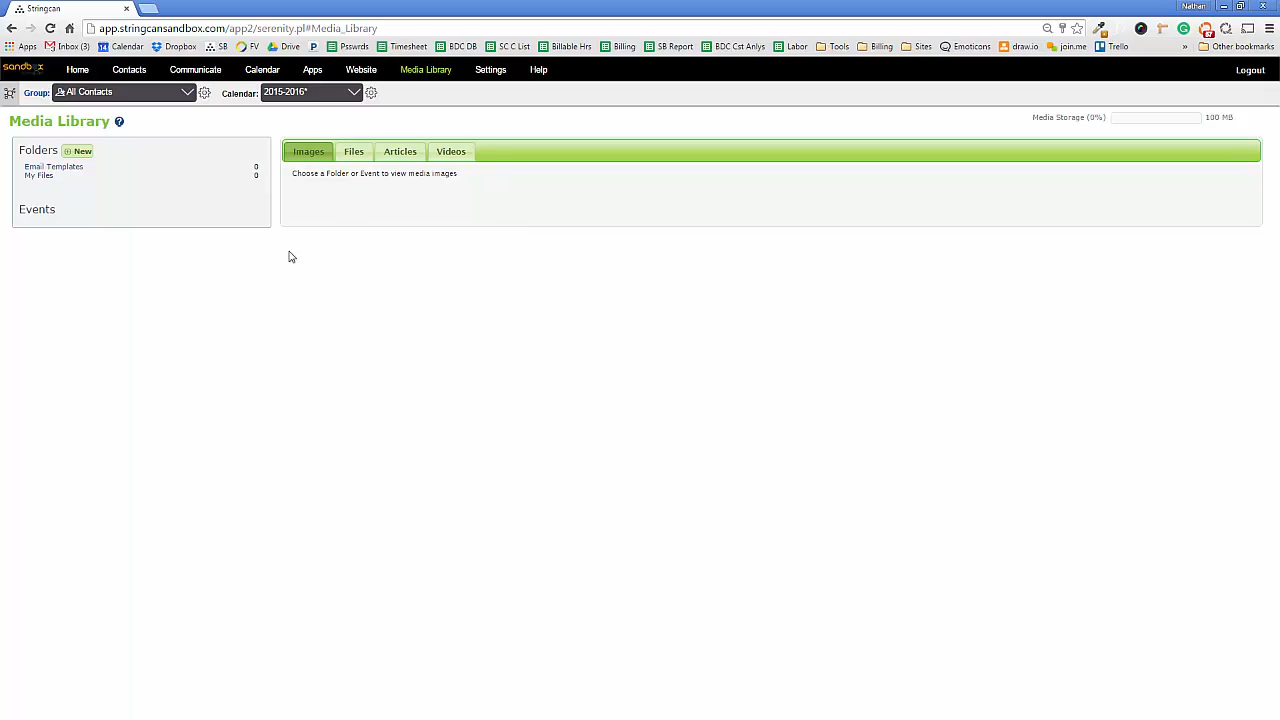 Stringcan
Nathan
app.stringcansandbox.com/app2/serenity.pl#Media_Library
Apps Inbox (3) 14 Calendar Dropbox SB FV Drive P Psswrds Timesheet BDC DB SC C List Billable Hrs Billing SB Report BDC Cst Anlys Labor Tools Billing Sites Emoticons draw.io join.me Trello » Other bookmarks
sandbox Home Contacts Communicate Calendar Apps Website Media Library Settings Help Logout
Group: All Contacts Calendar: 2015-2016*
Media Library ? Media Storage (0%) 100 MB
Folders New
Email Templates 0
My Files 0
Events
Images Files Articles Videos
Choose a Folder or Event to view media images